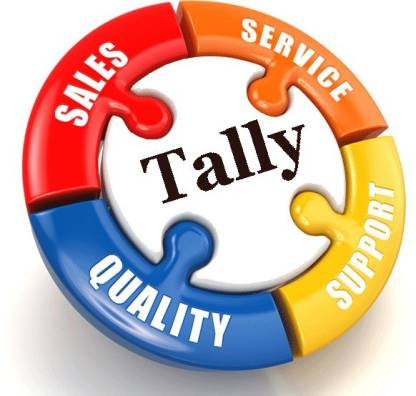 SALES
SERVICE
Tally
QUALITY
SUPPORT